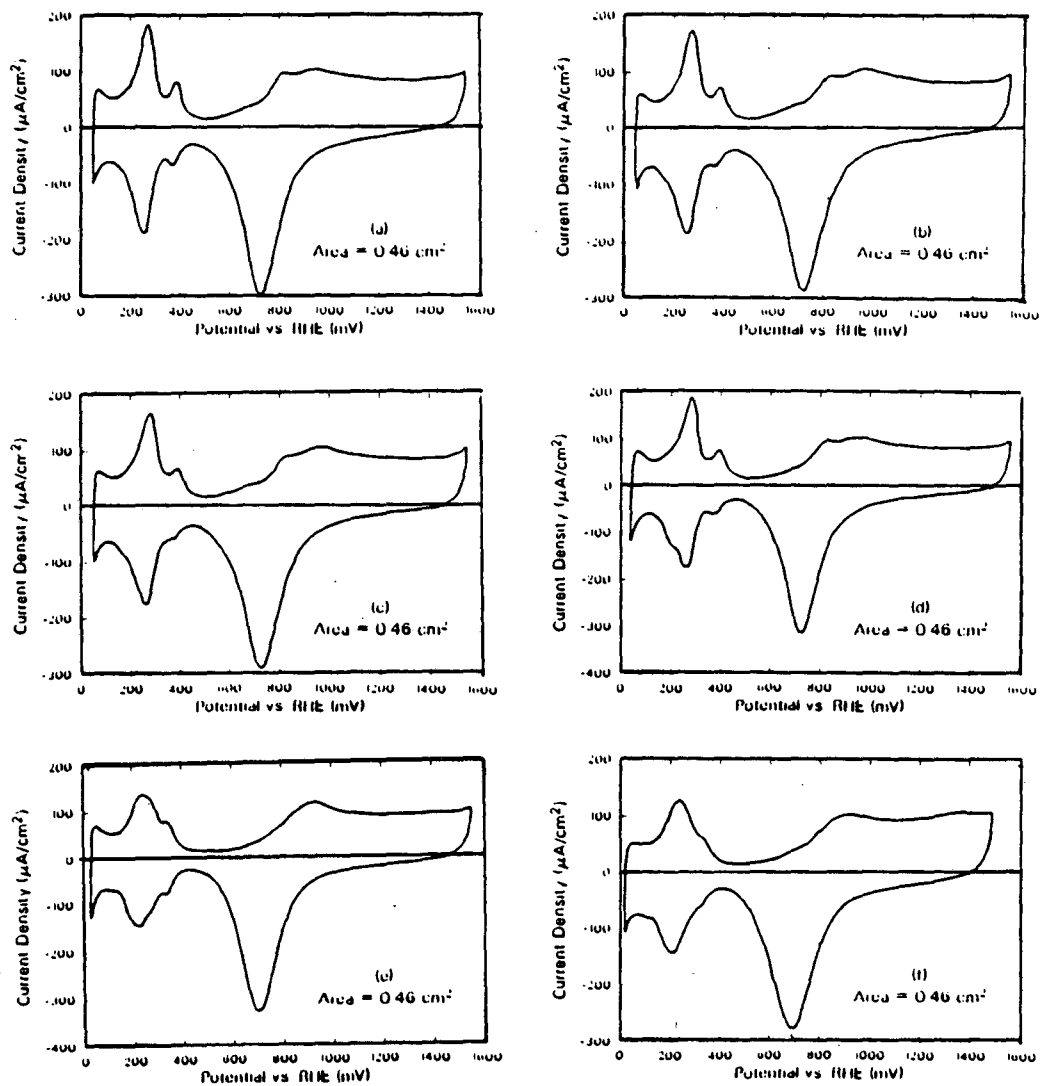 Current Density/ (µA/cm²)
200
100
0
-100
-200
-300
(a)
Area = 0.46 cm²
0 200 400 600 800 1000 1200 1400 1600
Potential vs RHE (mV)
Current Density/ (µA/cm²)
200
100
0
-100
-200
-300
(b)
Area = 0.46 cm²
0 200 400 600 800 1000 1200 1400 1600
Potential vs RHE (mV)
Current Density/ (µA/cm²)
200
100
0
-100
-200
-300
(c)
Area = 0.46 cm²
0 200 400 600 800 1000 1200 1400 1600
Potential vs RHE (mV)
Current Density/ (µA/cm²)
200
100
0
-100
-200
-300
-400
(d)
Area = 0.46 cm²
0 200 400 600 800 1000 1200 1400 1600
Potential vs RHE (mV)
Current Density (µA/cm²)
200
100
0
-100
-200
-300
-400
(e)
Area = 0.46 cm²
0 200 400 600 800 1000 1200 1400 1600
Potential vs RHE (mV)
Current Density/ (µA/cm²)
200
100
0
-100
-200
-300
(f)
Area = 0.46 cm²
0 200 400 600 800 1000 1200 1400 1600
Potential vs RHE (mV)